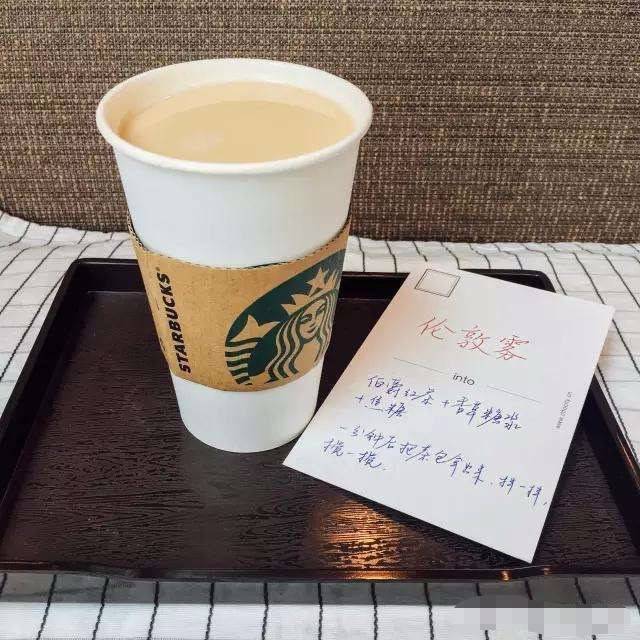 STARBUCKS
伦敦雾
into
伯爵红茶 + 香草糖水
+ 焦糖
一分钟后把茶包拿出来, 抖一抖,
搅一搅.